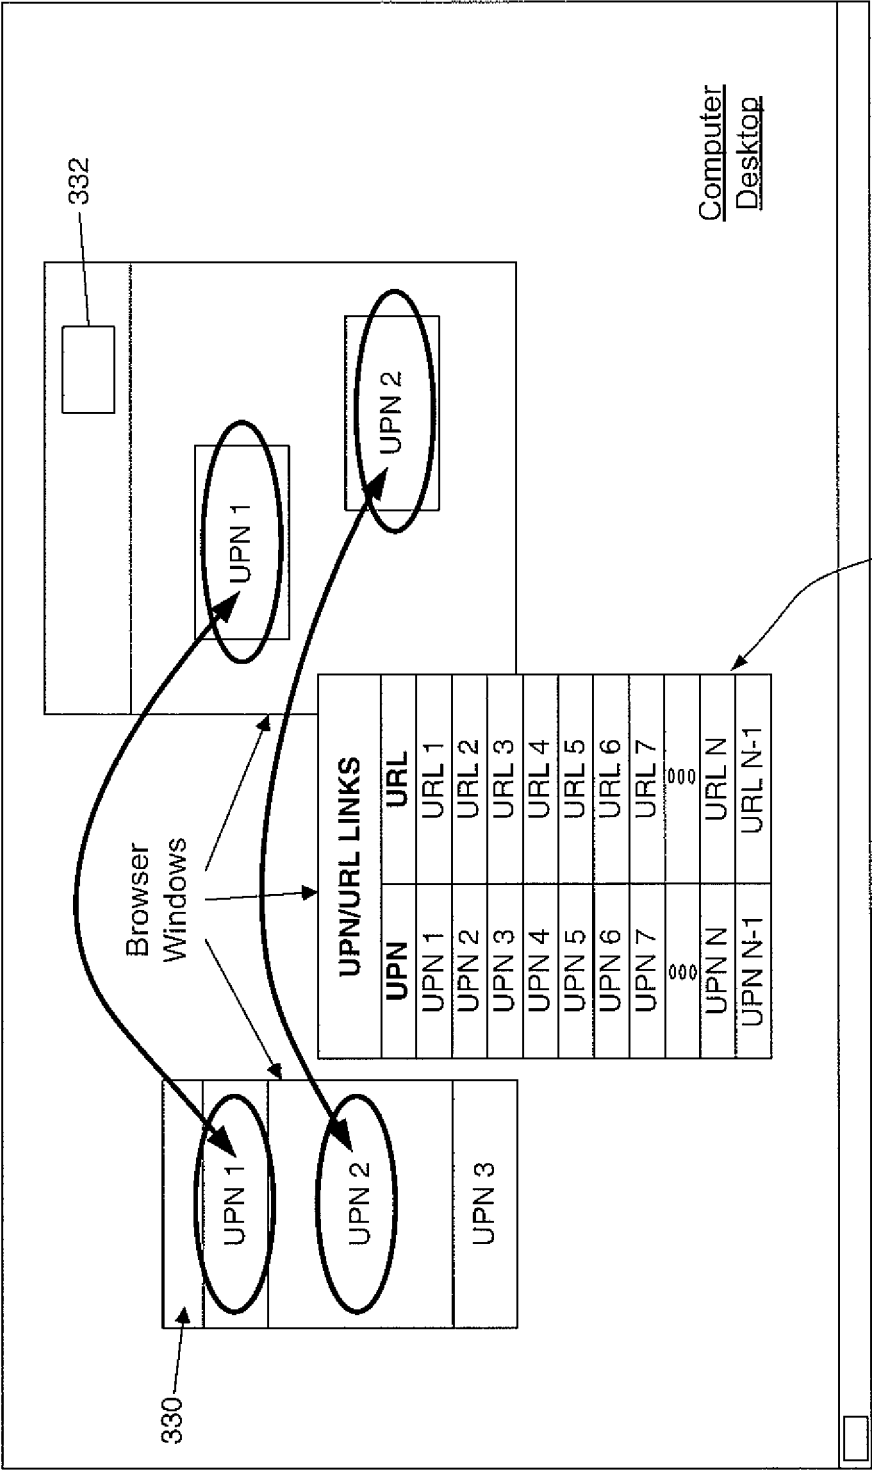 332
Computer
Desktop
UPN 1
UPN 2
Browser
Windows
330
UPN 1
UPN 2
UPN 3
UPN/URL LINKS
UPN URL
UPN 1 URL 1
UPN 2 URL 2
UPN 3 URL 3
UPN 4 URL 4
UPN 5 URL 5
UPN 6 URL 6
UPN 7 URL 7
ooo ooo
UPN N URL N
UPN N-1 URL N-1